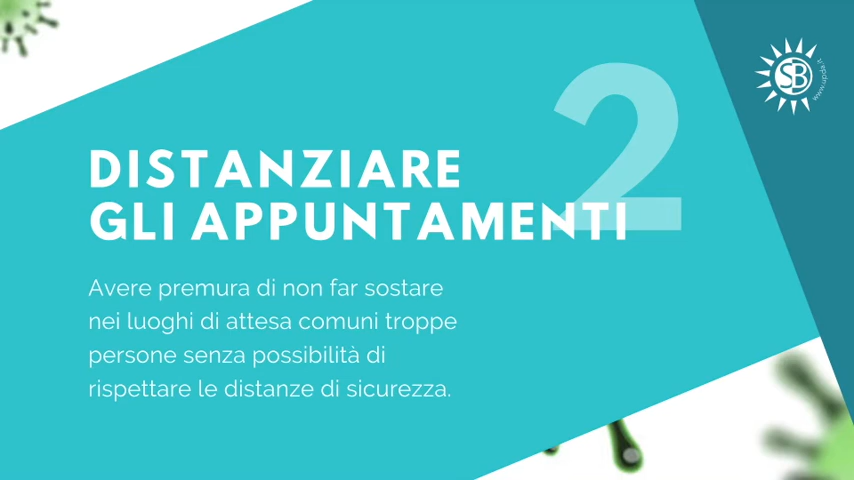 2
DISTANZIARE
GLI APPUNTAMENTI
Avere premura di non far sostare
nei luoghi di attesa comuni troppe
persone senza possibilità di
rispettare le distanze di sicurezza.
SB